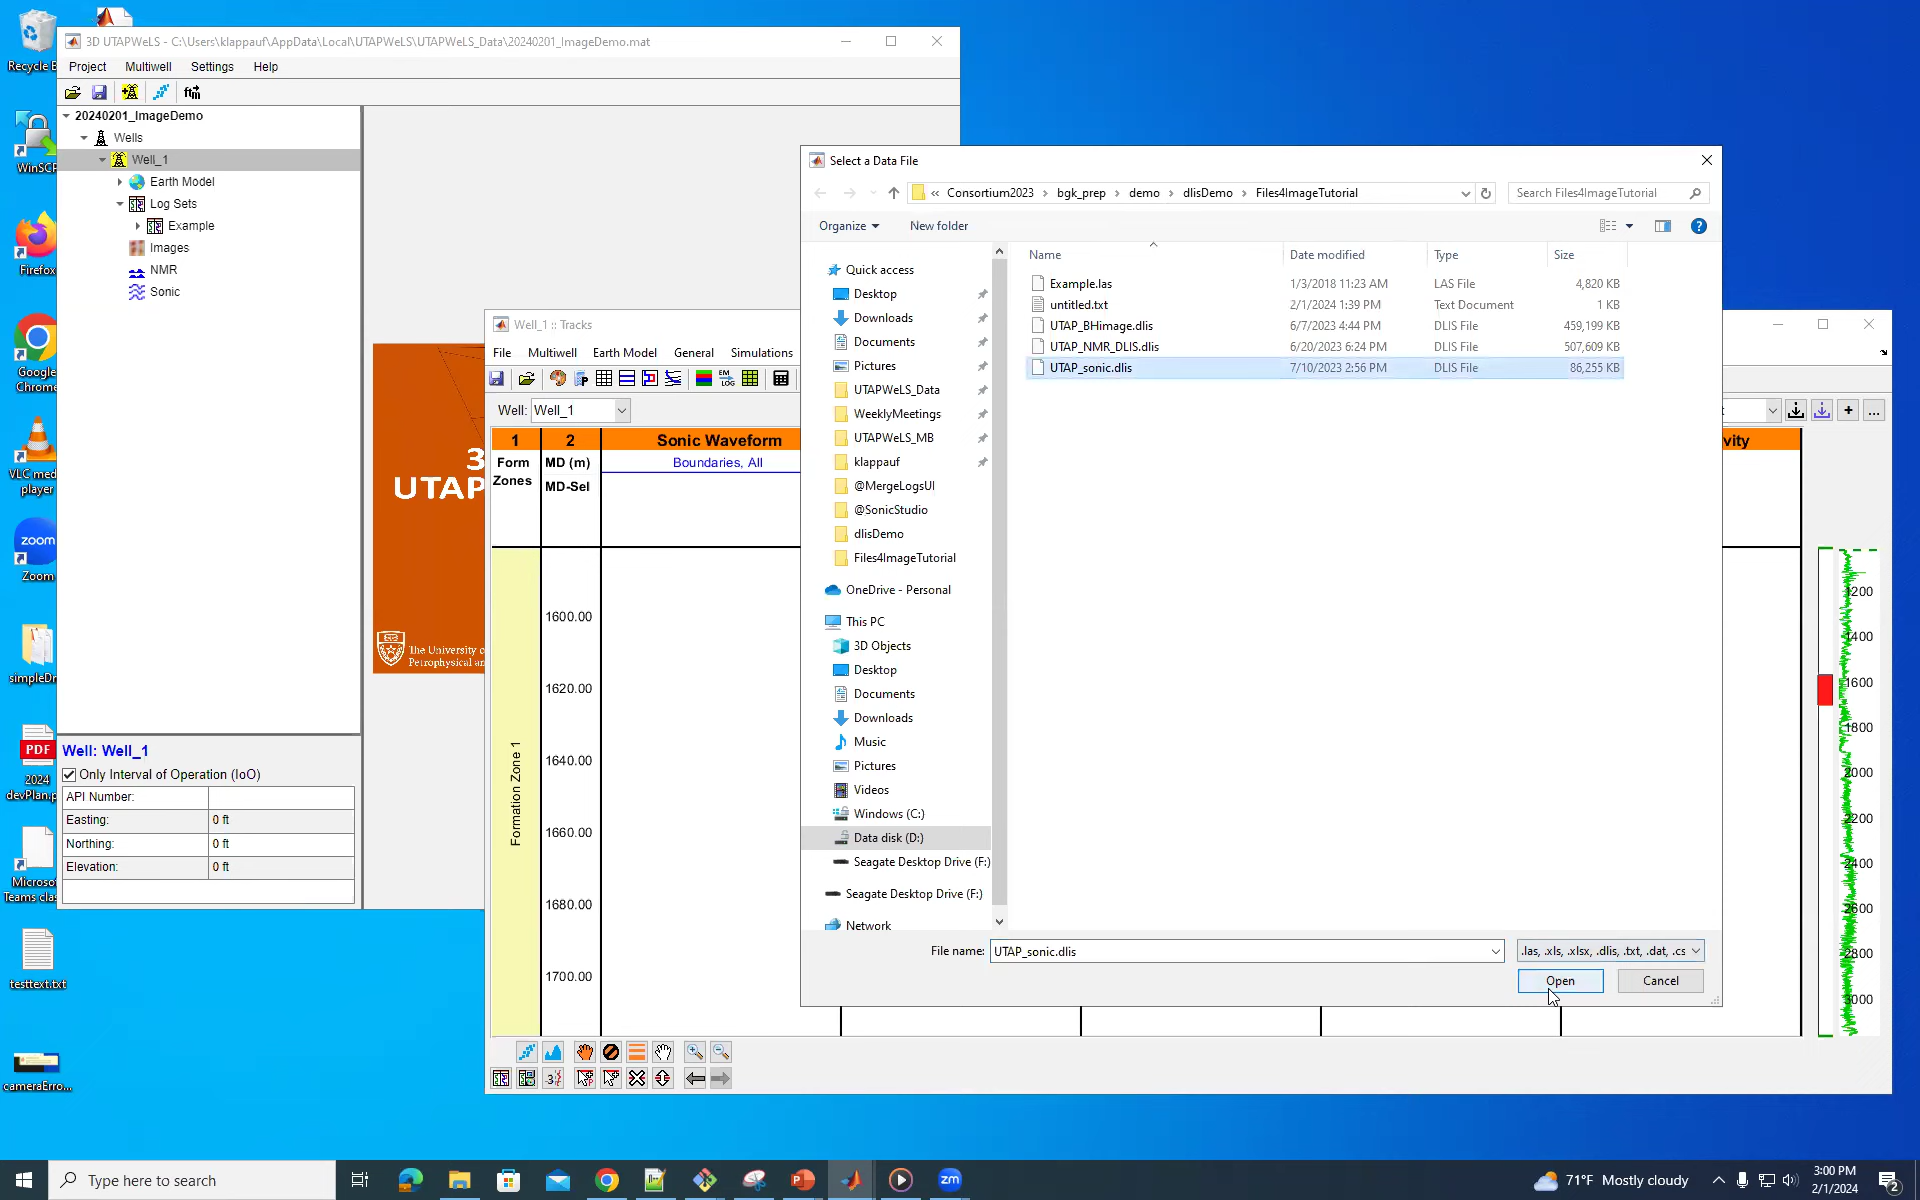 Recycle B
WinSCP
Firefox
Google
Chrome
VLC med
player
zoom
Zoom
simpleDr
PDF
2024
devPlan.p
Microso
Teams clas
testtext.txt
cameraErro...
3D UTAPWeLS - C:\Users\klappauf\AppData\Local\UTAPWeLS\UTAPWeLS_Data\20240201_ImageDemo.mat
Project Multiwell Settings Help
20240201_ImageDemo
Wells
Well_1
Earth Model
Log Sets
Example
Images
NMR
Sonic
Well: Well_1
Only Interval of Operation (IoO)
API Number:
Easting: 0 ft
Northing: 0 ft
Elevation: 0 ft
3
UTAP
The University o
Petrophysical an
Well_1 :: Tracks
File Multiwell Earth Model General Simulations
EM
LOG
Well: Well_1
1 2 Sonic Waveform
Form
Zones
MD (m)
MD-Sel
Boundaries, All
Formation Zone 1
1600.00
1620.00
1640.00
1660.00
1680.00
1700.00
t
...
vity
1200
1400
1600
1800
2000
2200
2400
2600
2800
3000
Select a Data File
« Consortium2023 › bgk_prep › demo › dlisDemo › Files4ImageTutorial
Search Files4ImageTutorial
Organize New folder
Name Date modified Type Size
Example.las 1/3/2018 11:23 AM LAS File 4,820 KB
untitled.txt 2/1/2024 1:39 PM Text Document 1 KB
UTAP_BHimage.dlis 6/7/2023 4:44 PM DLIS File 459,199 KB
UTAP_NMR_DLIS.dlis 6/20/2023 6:24 PM DLIS File 507,609 KB
UTAP_sonic.dlis 7/10/2023 2:56 PM DLIS File 86,255 KB
Quick access
Desktop
Downloads
Documents
Pictures
UTAPWeLS_Data
WeeklyMeetings
UTAPWeLS_MB
klappauf
@MergeLogsUI
@SonicStudio
dlisDemo
Files4ImageTutorial
OneDrive - Personal
This PC
3D Objects
Desktop
Documents
Downloads
Music
Pictures
Videos
Windows (C:)
Data disk (D:)
Seagate Desktop Drive (F:)
Seagate Desktop Drive (F:)
Network
File name: UTAP_sonic.dlis
.las, .xls, .xlsx, .dlis, .txt, .dat, .cs
Open Cancel
Type here to search
zm
71°F Mostly cloudy
3:00 PM
2/1/2024
2